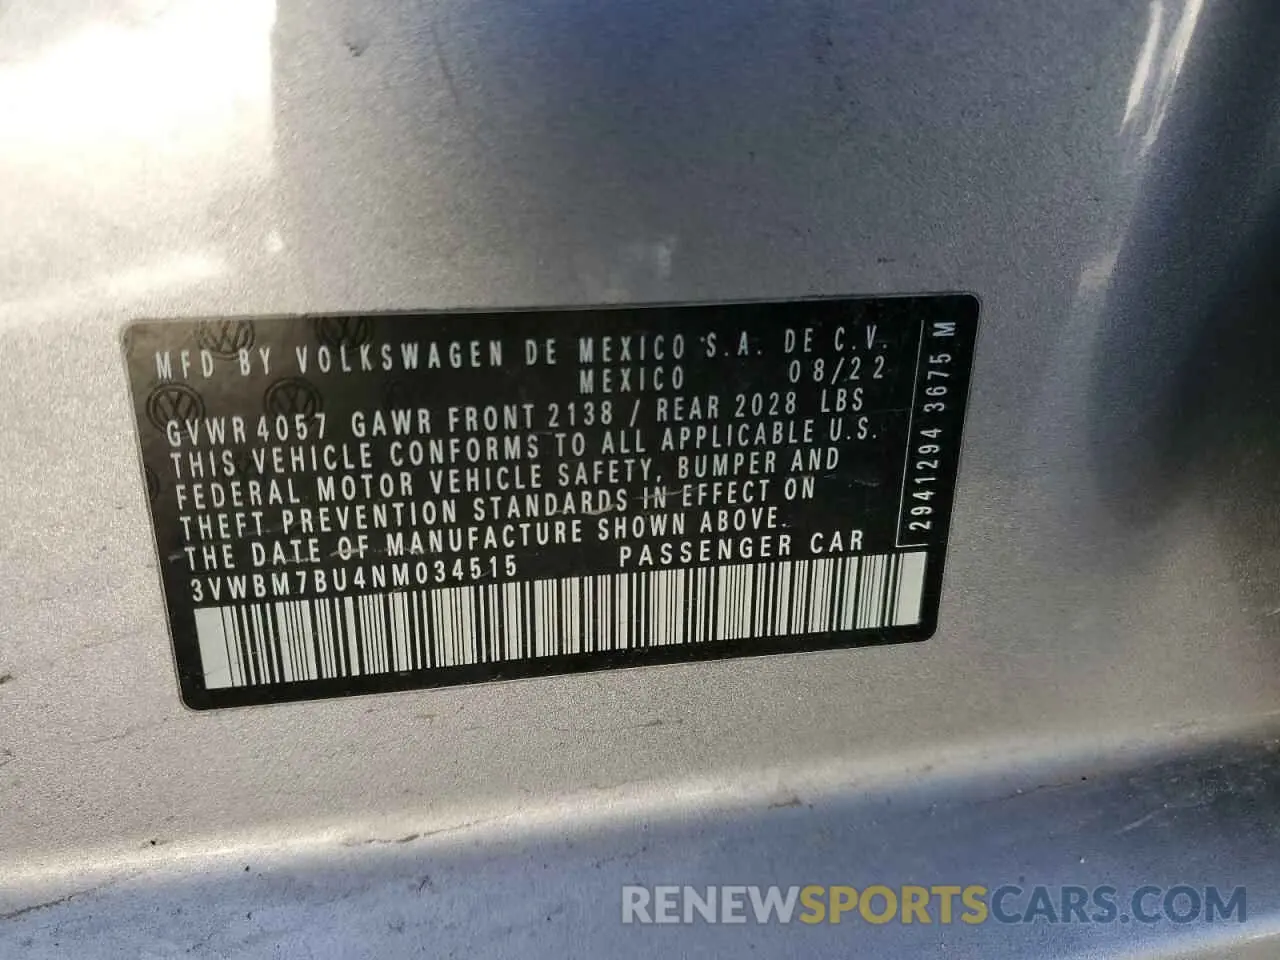 MFD BY VOLKSWAGEN DE MEXICO S.A. DE C.V.
MEXICO 08/22
GVWR 4057 GAWR FRONT 2138 / REAR 2028 LBS
THIS VEHICLE CONFORMS TO ALL APPLICABLE U.S.
FEDERAL MOTOR VEHICLE SAFETY, BUMPER AND
THEFT PREVENTION STANDARDS IN EFFECT ON
THE DATE OF MANUFACTURE SHOWN ABOVE.
3VWBM7BU4NM034515 PASSENGER CAR
2941294 3675 M
RENEWSPORTSCARS.COM